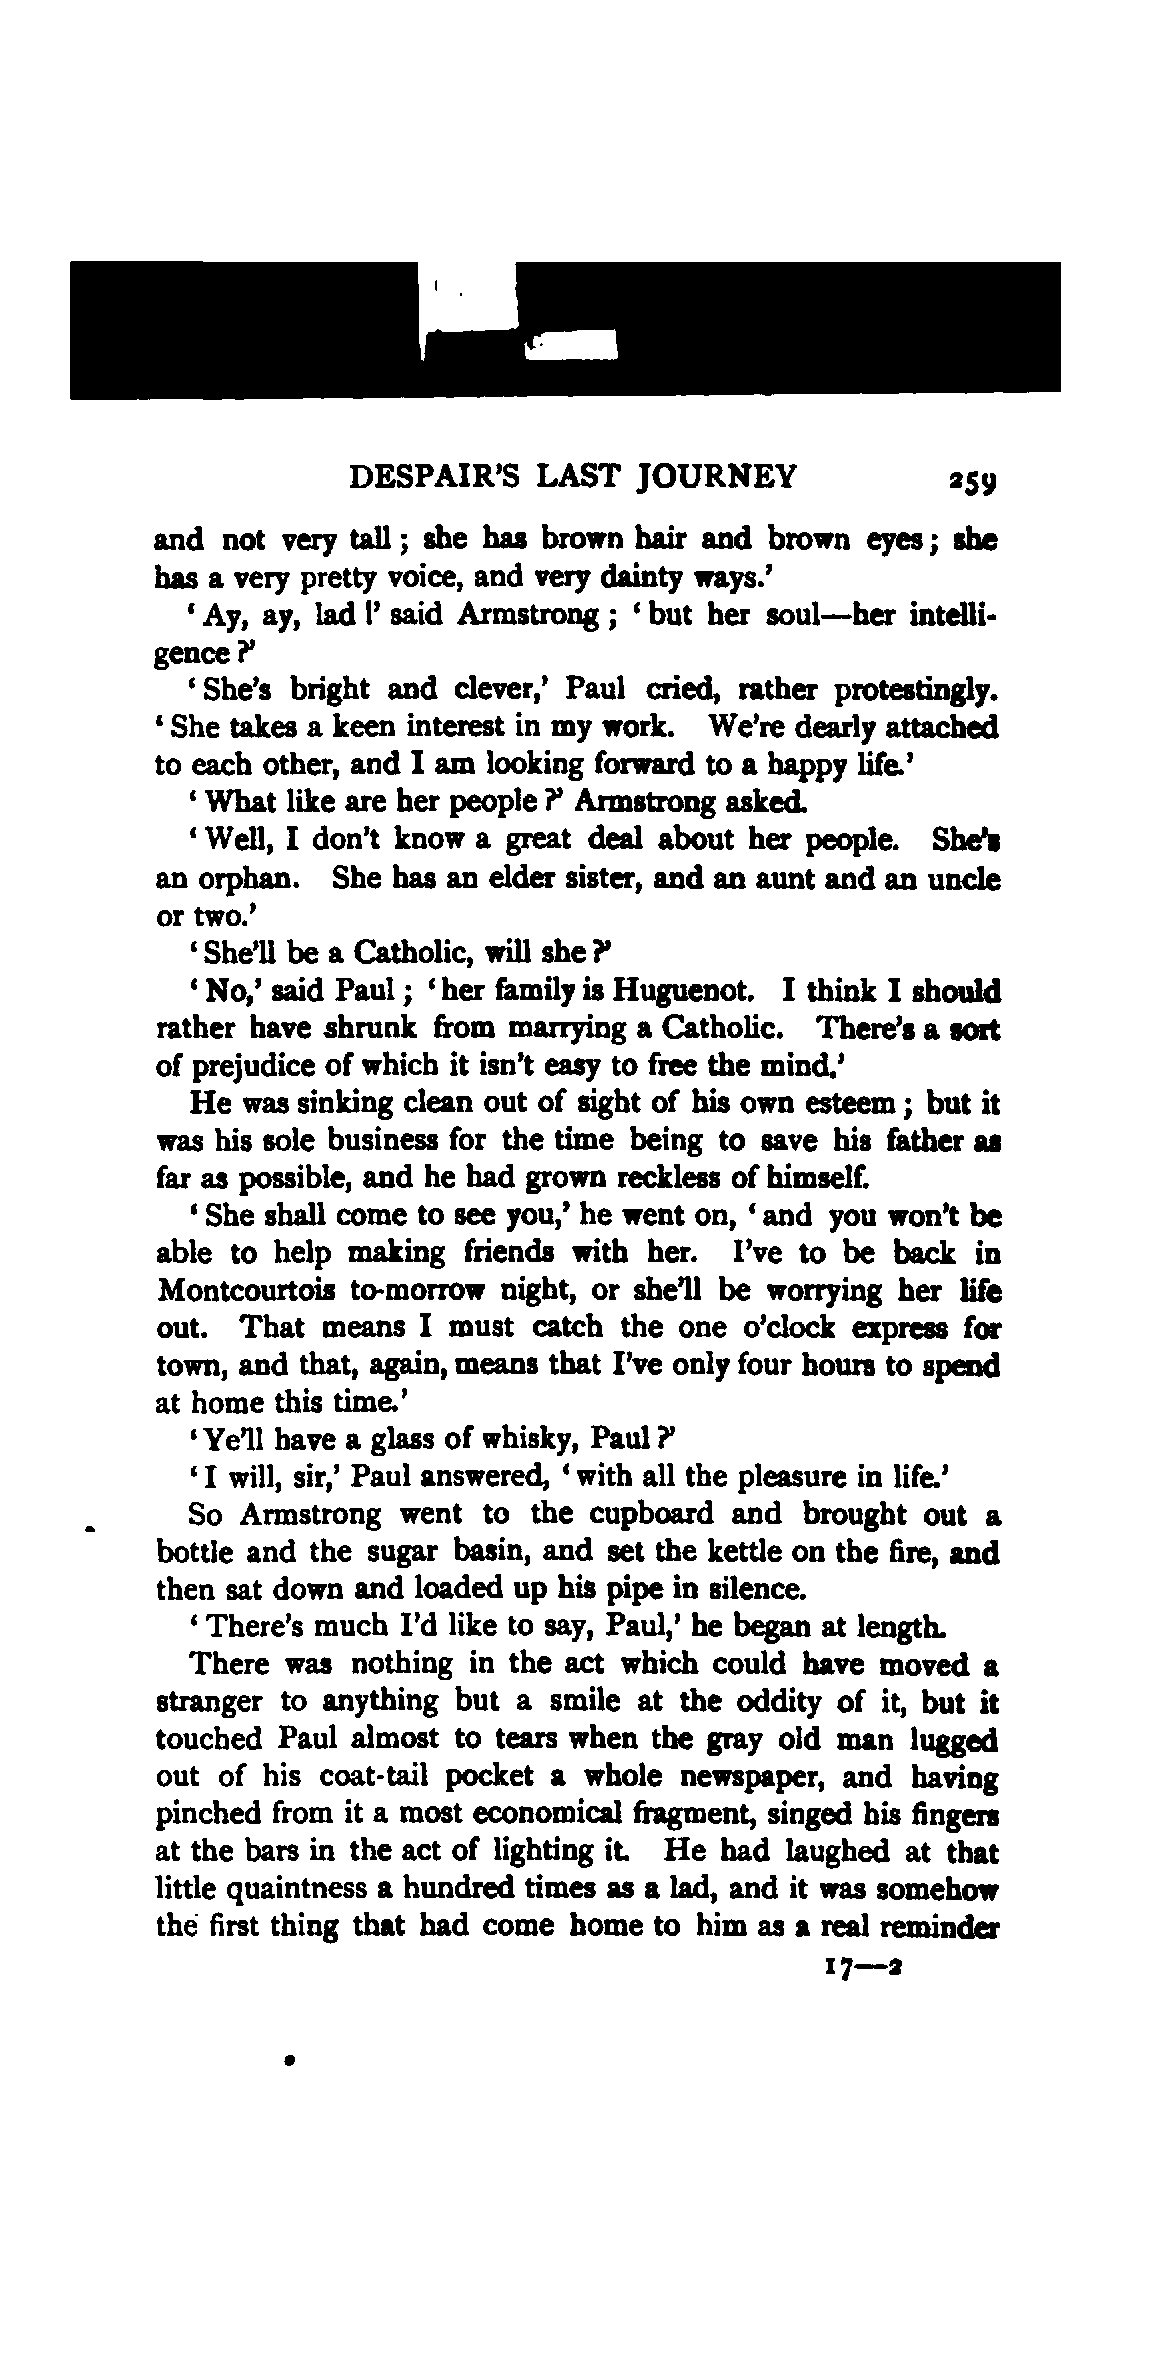 DESPAIR'S LAST JOURNEY 259
and not very tall ; she has brown hair and brown eyes ; she
has a very pretty voice, and very dainty ways.'
‘ Ay, ay, lad !' said Armstrong ; ‘ but her soul—her intelli-
gence ?'
‘ She's bright and clever,' Paul cried, rather protestingly.
‘ She takes a keen interest in my work. We're dearly attached
to each other, and I am looking forward to a happy life.'
‘ What like are her people ?' Armstrong asked.
‘ Well, I don't know a great deal about her people. She's
an orphan. She has an elder sister, and an aunt and an uncle
or two.'
‘ She'll be a Catholic, will she ?'
‘ No,' said Paul ; ‘ her family is Huguenot. I think I should
rather have shrunk from marrying a Catholic. There's a sort
of prejudice of which it isn't easy to free the mind.'
He was sinking clean out of sight of his own esteem ; but it
was his sole business for the time being to save his father as
far as possible, and he had grown reckless of himself.
‘ She shall come to see you,' he went on, ‘ and you won't be
able to help making friends with her. I've to be back in
Montcourtois to-morrow night, or she'll be worrying her life
out. That means I must catch the one o'clock express for
town, and that, again, means that I've only four hours to spend
at home this time.'
‘ Ye'll have a glass of whisky, Paul ?'
‘ I will, sir,' Paul answered, ‘ with all the pleasure in life.'
So Armstrong went to the cupboard and brought out a
bottle and the sugar basin, and set the kettle on the fire, and
then sat down and loaded up his pipe in silence.
‘ There's much I'd like to say, Paul,' he began at length.
There was nothing in the act which could have moved a
stranger to anything but a smile at the oddity of it, but it
touched Paul almost to tears when the gray old man lugged
out of his coat-tail pocket a whole newspaper, and having
pinched from it a most economical fragment, singed his fingers
at the bars in the act of lighting it. He had laughed at that
little quaintness a hundred times as a lad, and it was somehow
the first thing that had come home to him as a real reminder
17—2